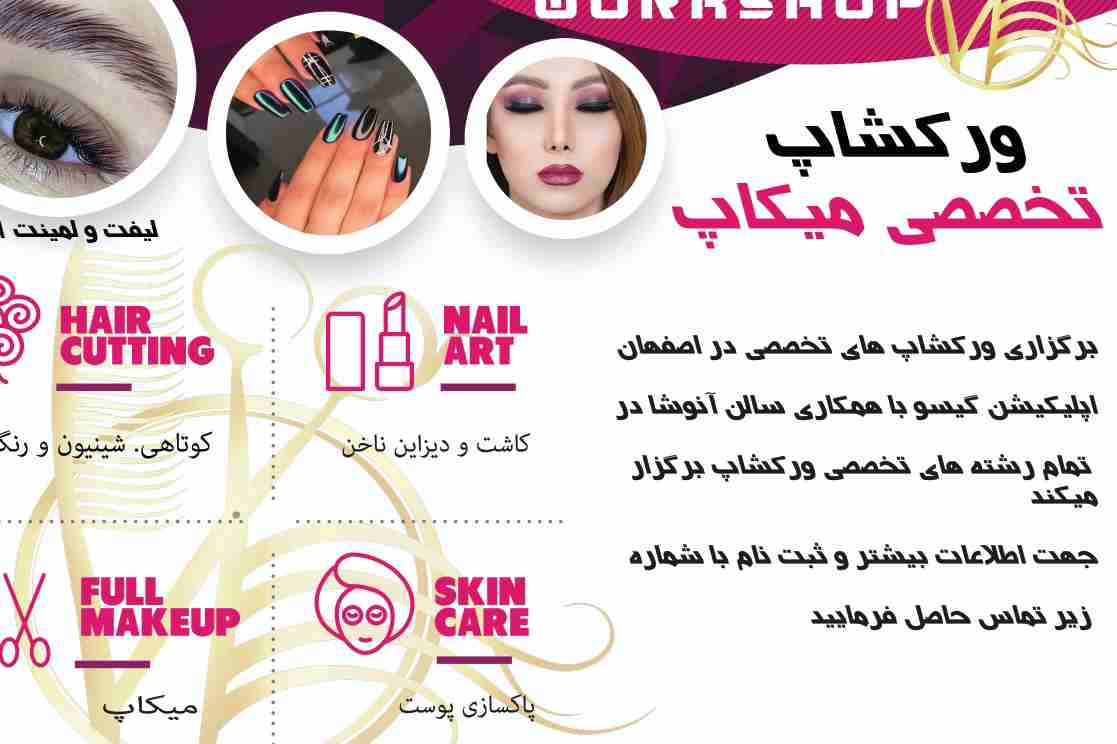 WORKSHOP
ورکشاپ
تخصصی میکاپ
برگزاری ورکشاپ های تخصصی در اصفهان
اپلیکیشن گیسو با همکاری سالن آنوشا در
تمام رشته های تخصصی ورکشاپ برگزار
میکند
جهت اطلاعات بیشتر و ثبت نام با شماره
زیر تماس حاصل فرمایید
لیفت و لمینت
NAIL
ART
کاشت و دیزاین ناخن
HAIR
CUTTING
کوتاهی. شینیون و رنگ
SKIN
CARE
پاکسازی پوست
FULL
MAKEUP
میکاپ